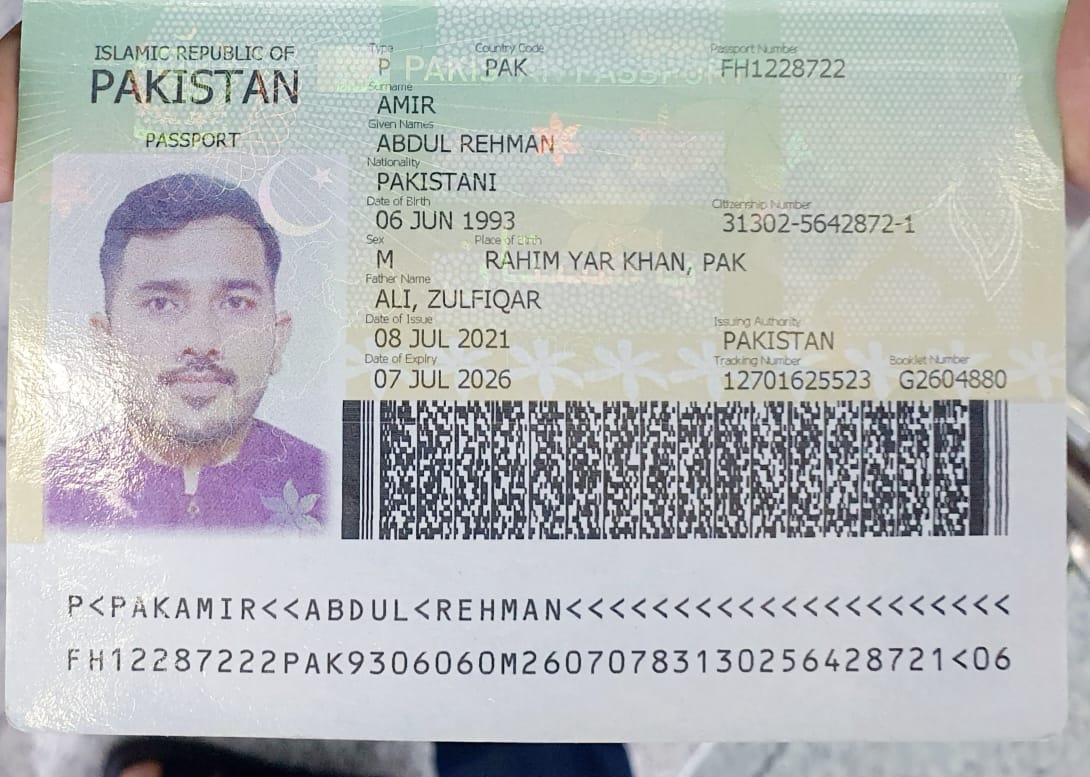 ISLAMIC REPUBLIC OF
PAKISTAN
PASSPORT
Type Country Code Passport Number
P PAK FH1228722
Surname
AMIR
Given Names
ABDUL REHMAN
Nationality
PAKISTANI
Date of Birth Citizenship Number
06 JUN 1993 31302-5642872-1
Sex Place of Birth
M RAHIM YAR KHAN, PAK
Father Name
ALI, ZULFIQAR
Date of Issue Issuing Authority
08 JUL 2021 PAKISTAN
Date of Expiry Tracking Number Booklet Number
07 JUL 2026 12701625523 G2604880
P<PAKAMIR<<ABDUL<REHMAN<<<<<<<<<<<<<<<<<<<<<
FH12287222PAK9306060M26070783130256428721<06